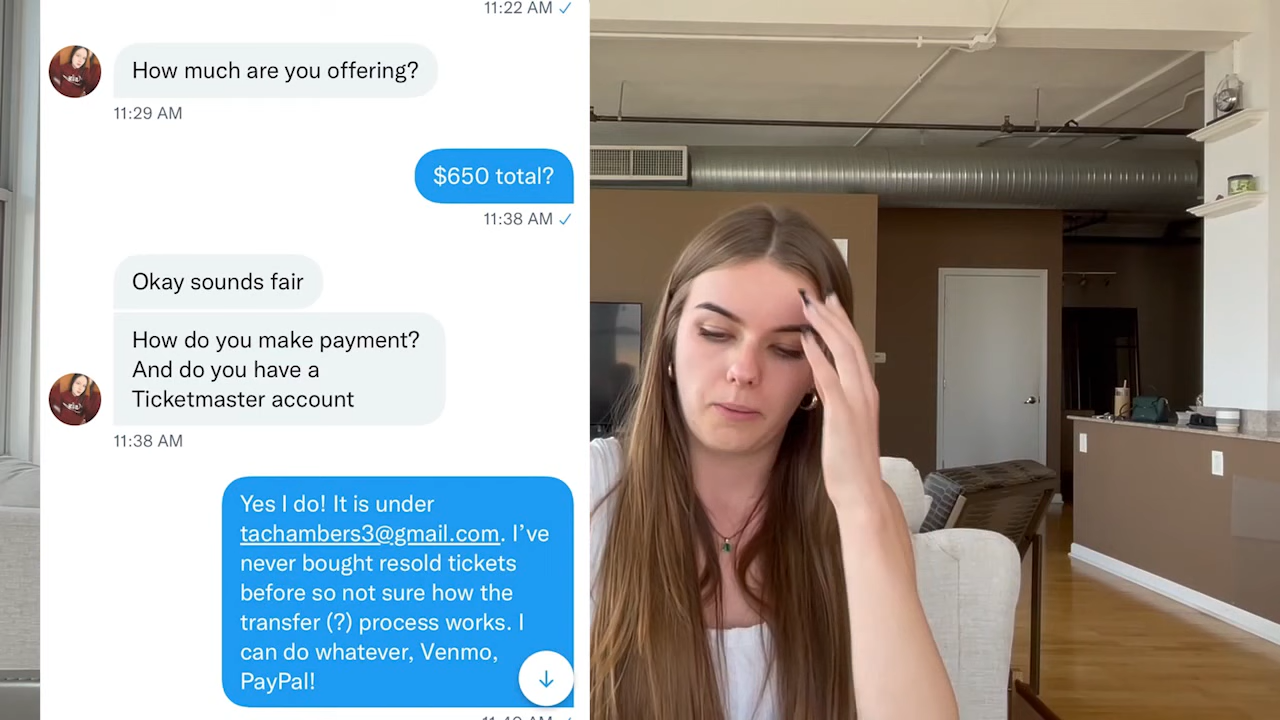 11:22 AM
How much are you offering?
11:29 AM
$650 total?
11:38 AM
Okay sounds fair
How do you make payment?
And do you have a
Ticketmaster account
11:38 AM
Yes I do! It is under
tachambers3@gmail.com. I've
never bought resold tickets
before so not sure how the
transfer (?) process works. I
can do whatever, Venmo,
PayPal!